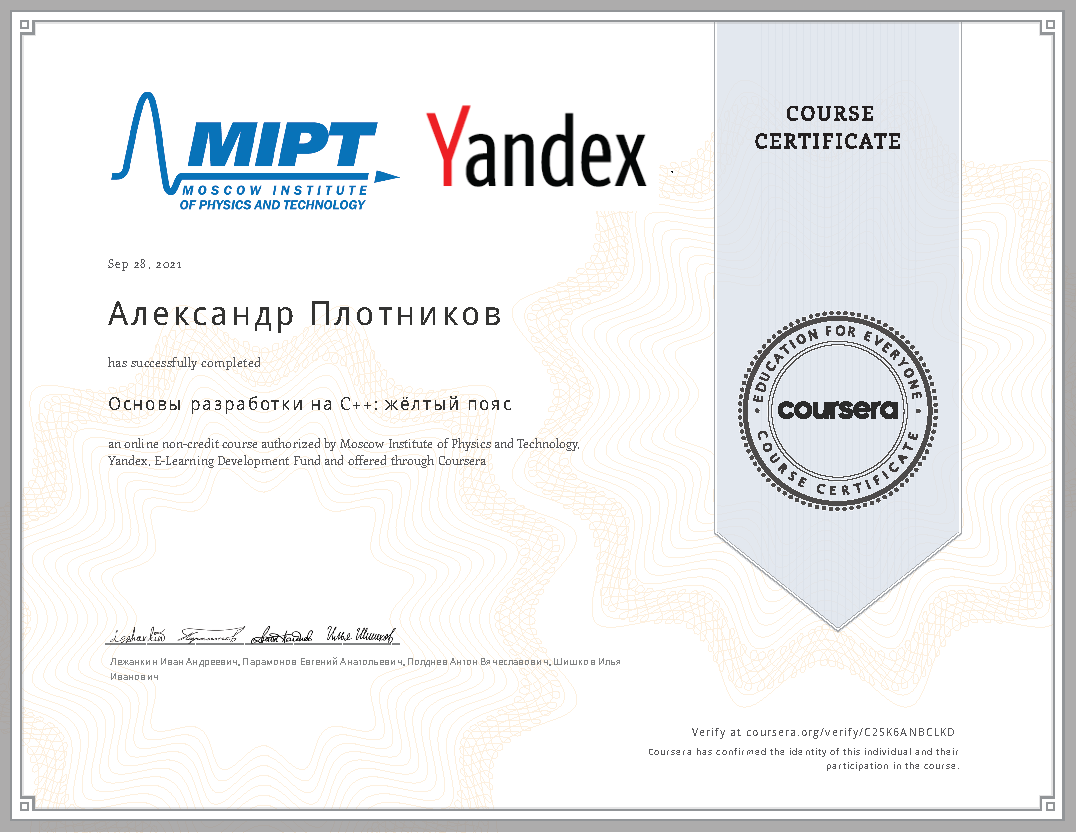 MIPT
MOSCOW INSTITUTE
OF PHYSICS AND TECHNOLOGY
Yandex
COURSE
CERTIFICATE
Sep 28, 2021
Александр Плотников
has successfully completed
Основы разработки на C++: жёлтый пояс
an online non-credit course authorized by Moscow Institute of Physics and Technology,
Yandex, E-Learning Development Fund and offered through Coursera
EDUCATION FOR EVERYONE
coursera
COURSE CERTIFICATE
Лежанкин Иван Андреевич, Парамонов Евгений Анатольевич, Полднев Антон Вячеславович, Шишков Илья
Иванович
Verify at coursera.org/verify/C25K6ANBCLKD
Coursera has confirmed the identity of this individual and their
participation in the course.